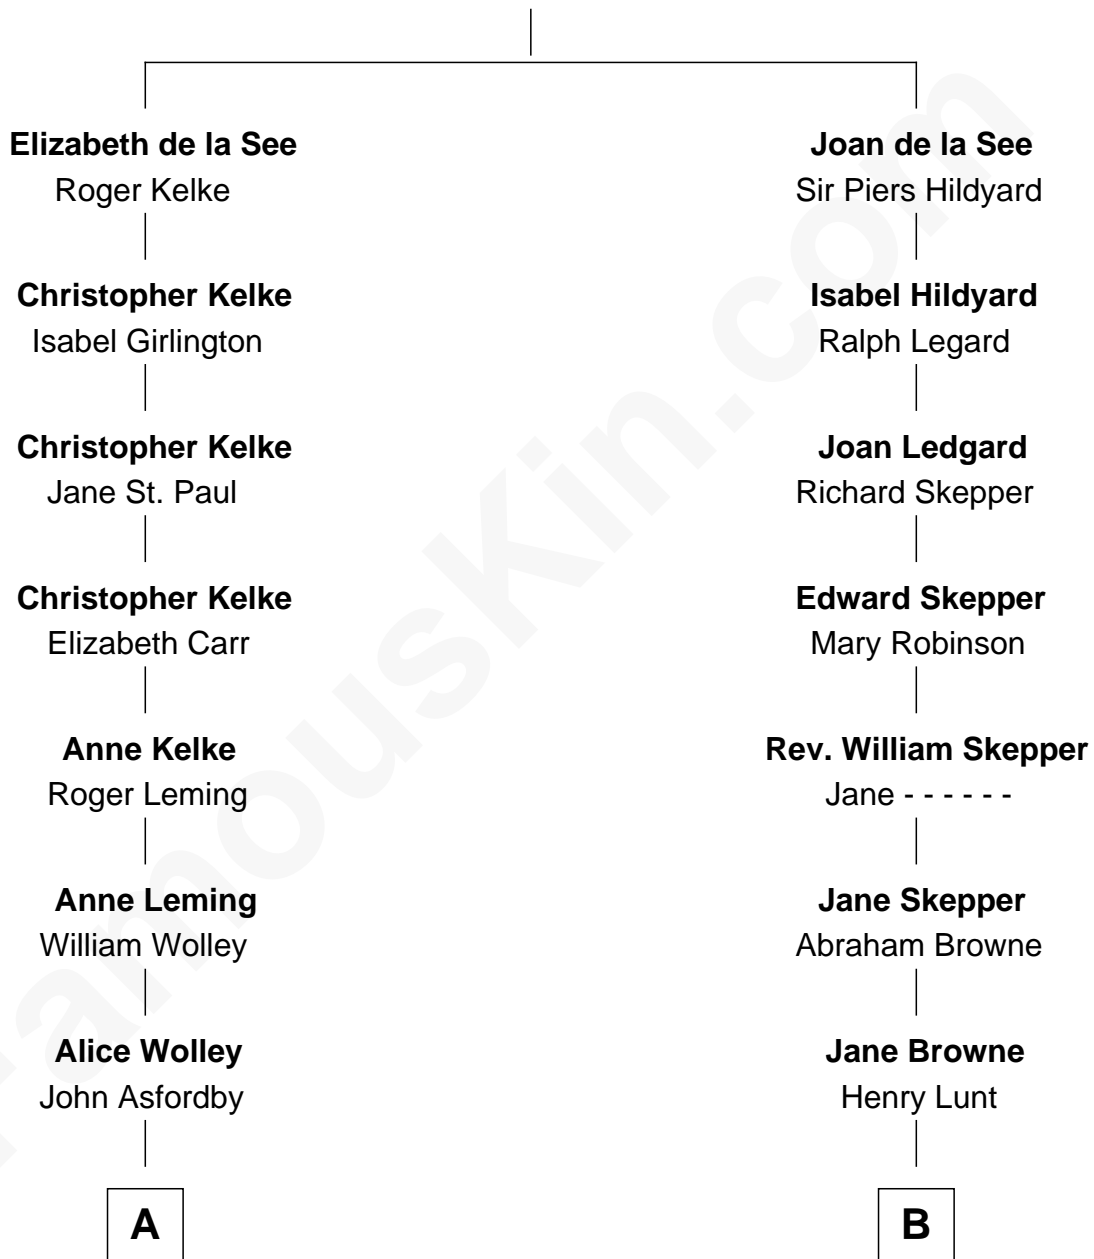 Elizabeth de la See
Roger Kelke
Christopher Kelke
Isabel Girlington
Christopher Kelke
Jane St. Paul
Christopher Kelke
Elizabeth Carr
Anne Kelke
Roger Leming
Anne Leming
William Wolley
Alice Wolley
John Asfordby
A
Joan de la See
Sir Piers Hildyard
Isabel Hildyard
Ralph Legard
Joan Ledgard
Richard Skepper
Edward Skepper
Mary Robinson
Rev. William Skepper
Jane - - - - - -
Jane Skepper
Abraham Browne
Jane Browne
Henry Lunt
B
FamousKin.com